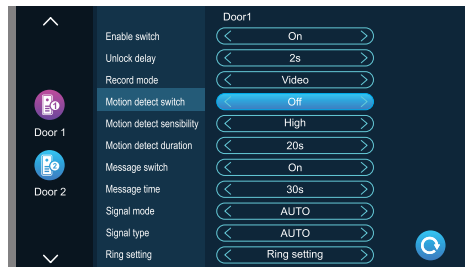 Door1
Enable switch On
Unlock delay 2s
Record mode Video
Motion detect switch Off
Motion detect sensibility High
Motion detect duration 20s
Message switch On
Message time 30s
Signal mode AUTO
Signal type AUTO
Ring setting Ring setting
1
Door 1
2
Door 2